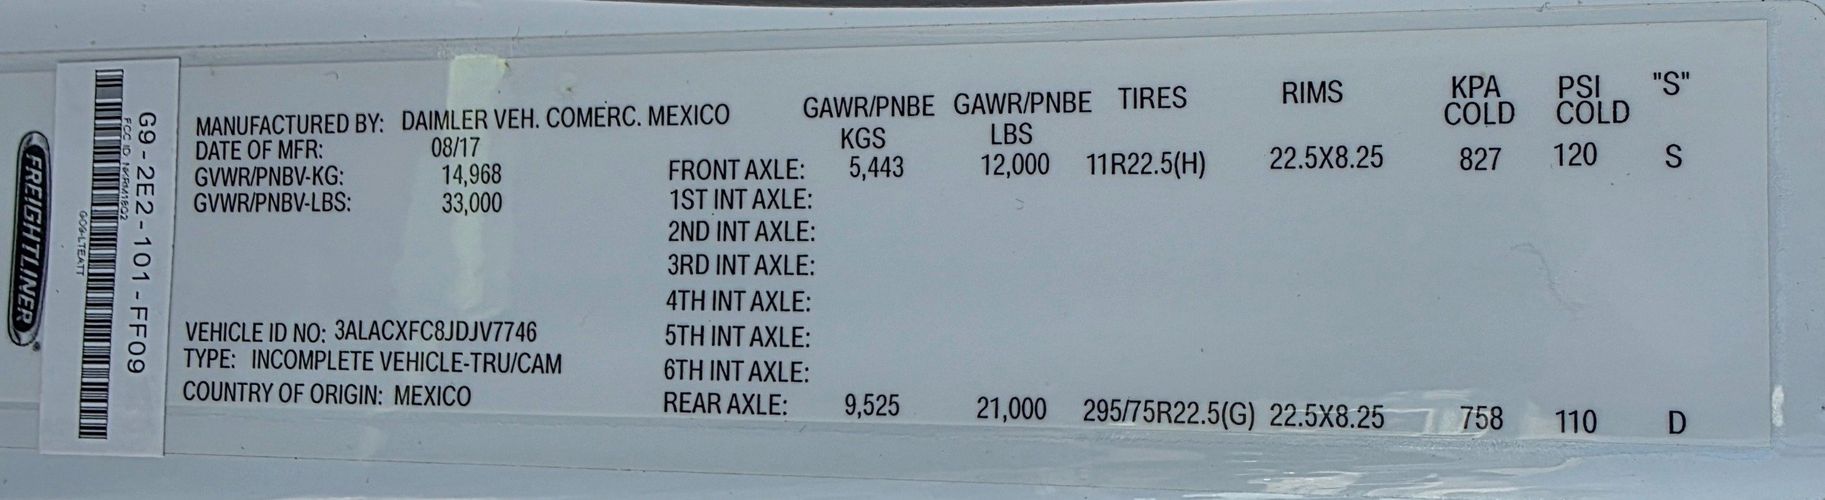 FREIGHTLINER
G9-2E2-101-FF09
FCC ID: NKRM18Q2
GQG-LTEATT
MANUFACTURED BY: DAIMLER VEH. COMERC. MEXICO
DATE OF MFR: 08/17
GVWR/PNBV-KG: 14,968
GVWR/PNBV-LBS: 33,000
VEHICLE ID NO: 3ALACXFC8JDJV7746
TYPE: INCOMPLETE VEHICLE-TRU/CAM
COUNTRY OF ORIGIN: MEXICO
GAWR/PNBE GAWR/PNBE TIRES RIMS KPA PSI "S"
KGS LBS COLD COLD
FRONT AXLE: 5,443 12,000 11R22.5(H) 22.5X8.25 827 120 S
1ST INT AXLE:
2ND INT AXLE:
3RD INT AXLE:
4TH INT AXLE:
5TH INT AXLE:
6TH INT AXLE:
REAR AXLE: 9,525 21,000 295/75R22.5(G) 22.5X8.25 758 110 D